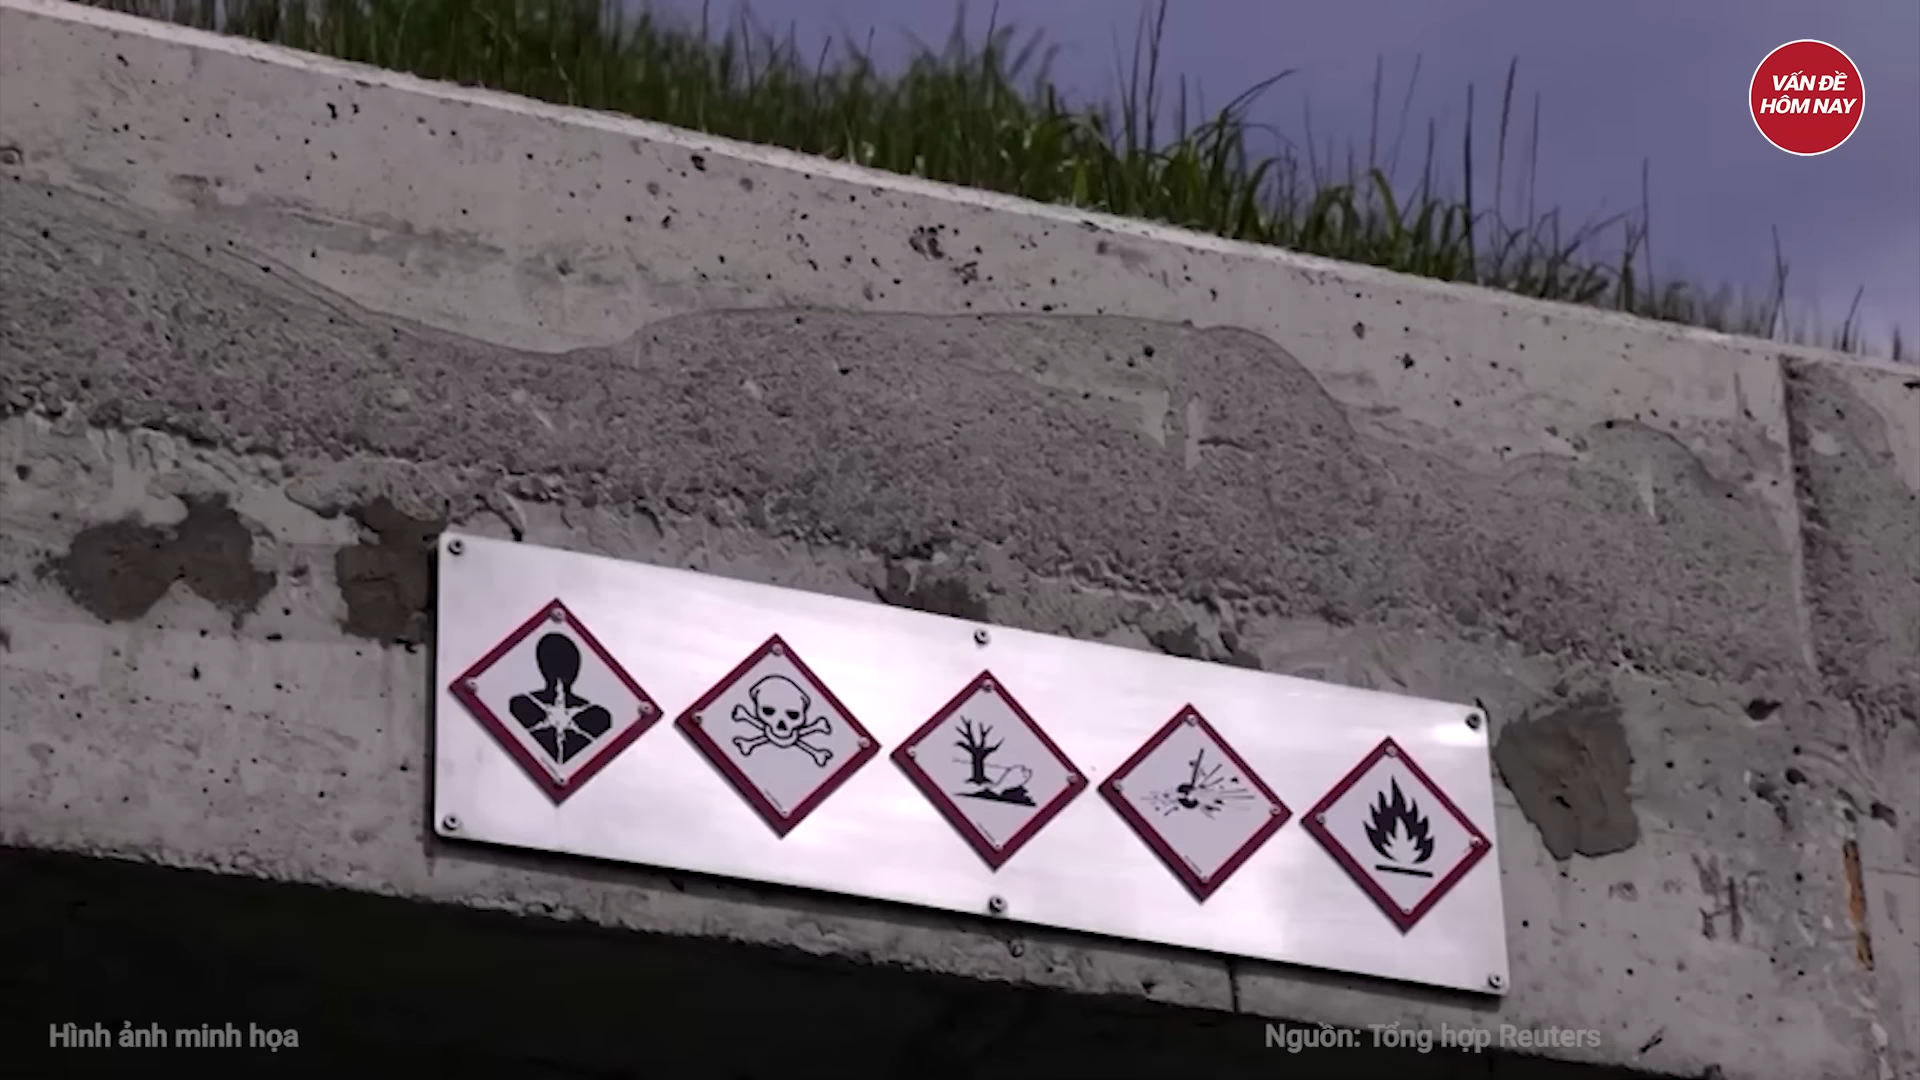 VẤN ĐỀ
HÔM NAY
Hình ảnh minh họa
Nguồn: Tổng hợp Reuters